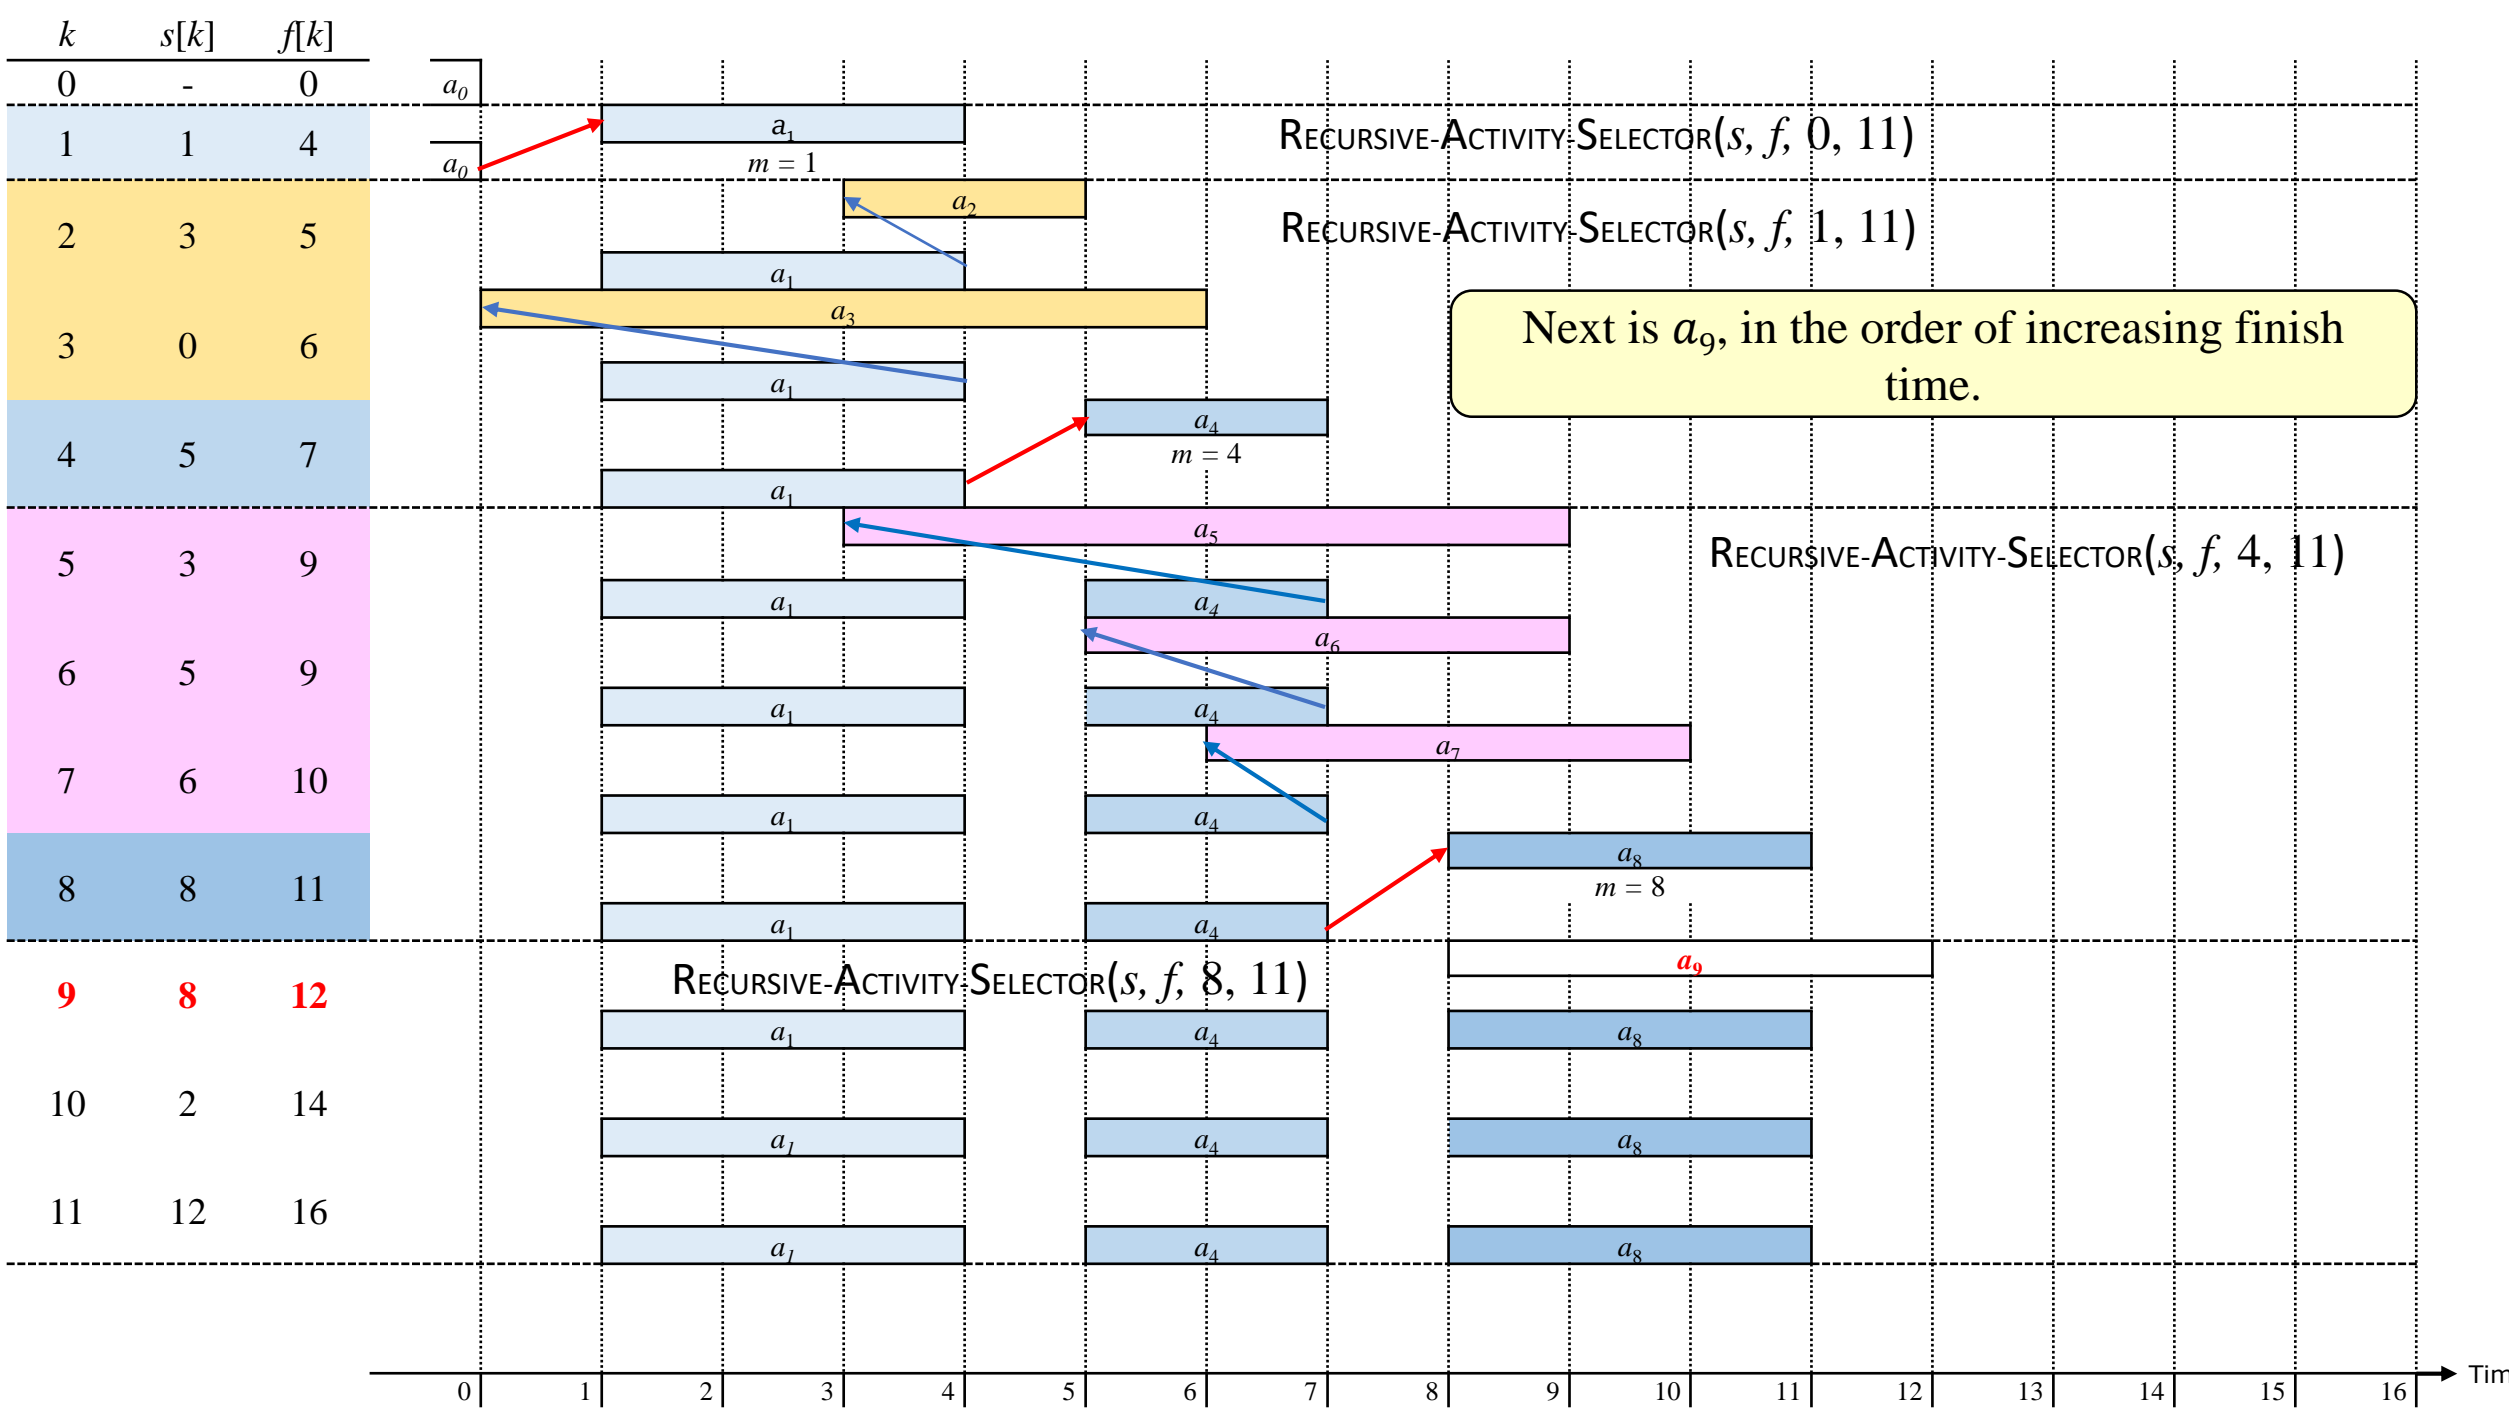 k s[k] f[k]
0 - 0 a0
a1
1 1 4 RECURSIVE-ACTIVITY-SELECTOR(s, f, 0, 11)
a0 m = 1
a2
2 3 5 RECURSIVE-ACTIVITY-SELECTOR(s, f, 1, 11)
a1
a3
Next is a9, in the order of increasing finish
time.
3 0 6
a1
a4
4 5 7 m = 4
a1
a5
5 3 9 RECURSIVE-ACTIVITY-SELECTOR(s, f, 4, 11)
a1 a4
a6
6 5 9
a1 a4
a7
7 6 10
a1 a4
a8
8 8 11 m = 8
a1 a4
a9
RECURSIVE-ACTIVITY-SELECTOR(s, f, 8, 11)
9 8 12
a1 a4 a8
10 2 14
a1 a4 a8
11 12 16
a1 a4 a8
Tim
0 1 2 3 4 5 6 7 8 9 10 11 12 13 14 15 16